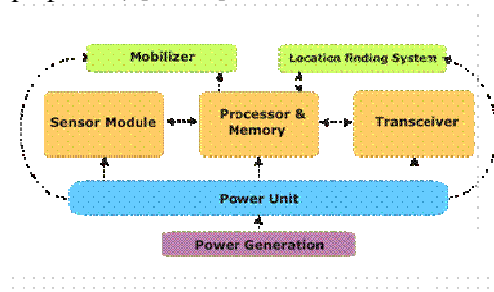 Mobilizer
Location finding System
Sensor Module
Processor &
Memory
Transceiver
Power Unit
Power Generation